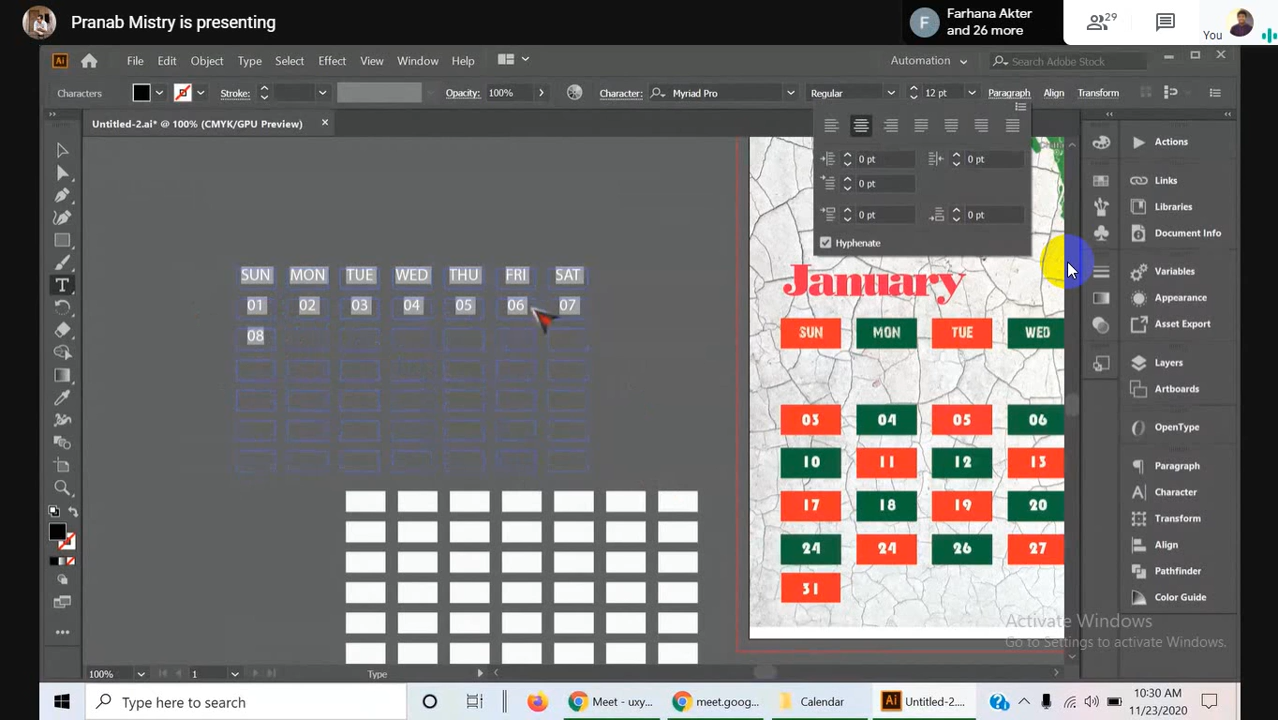 Pranab Mistry is presenting
F
Farhana Akter
and 26 more
29
You
Ai
File Edit Object Type Select Effect View Window Help
Automation
Search Adobe Stock
Characters
Stroke:
Opacity: 100%
Character: Myriad Pro
Regular
12 pt
Paragraph
Align
Transform
Untitled-2.ai* @ 100% (CMYK/GPU Preview)
0 pt 0 pt
0 pt
0 pt 0 pt
Hyphenate
Actions
Links
Libraries
Document Info
Variables
Appearance
Asset Export
Layers
Artboards
OpenType
Paragraph
Character
Transform
Align
Pathfinder
Color Guide
SUN MON TUE WED THU FRI SAT
01 02 03 04 05 06 07
08
January
SUN MON TUE WED
03 04 05 06
10 11 12 13
17 18 19 20
24 24 26 27
31
Activate Windows
Go to Settings to activate Windows.
100%
1
Type
Type here to search
Meet - uxy...
meet.goog...
Calendar
Ai
Untitled-2....
10:30 AM
11/23/2020